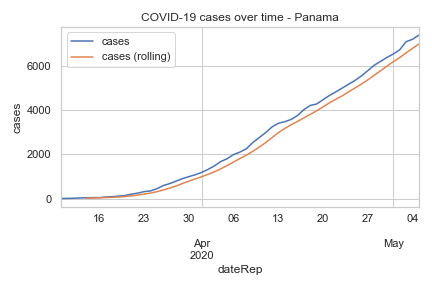 COVID-19 cases over time - Panama
cases
cases (rolling)
cases
6000
4000
2000
0
16 23 30 06 13 20 27 04
Apr May
2020
dateRep